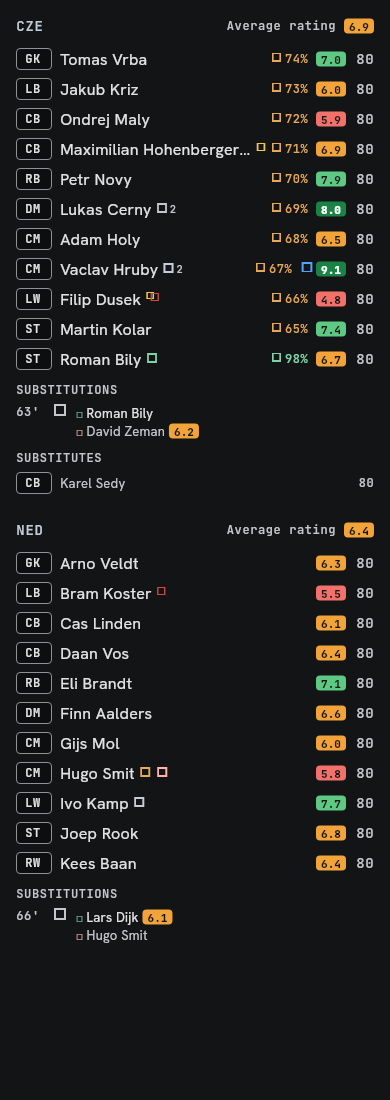 CZE Average rating 6.9
GK Tomas Vrba 74% 7.0 80
LB Jakub Kriz 73% 6.0 80
CB Ondrej Maly 72% 5.9 80
CB Maximilian Hohenberger... 71% 6.9 80
RB Petr Novy 70% 7.9 80
DM Lukas Cerny 2 69% 8.0 80
CM Adam Holy 68% 6.5 80
CM Vaclav Hruby 2 67% 9.1 80
LW Filip Dusek 66% 4.8 80
ST Martin Kolar 65% 7.4 80
ST Roman Bily 98% 6.7 80
SUBSTITUTIONS
63' Roman Bily
David Zeman 6.2
SUBSTITUTES
CB Karel Sedy 80
NED Average rating 6.4
GK Arno Veldt 6.3 80
LB Bram Koster 5.5 80
CB Cas Linden 6.1 80
CB Daan Vos 6.4 80
RB Eli Brandt 7.1 80
DM Finn Aalders 6.6 80
CM Gijs Mol 6.0 80
CM Hugo Smit 5.8 80
LW Ivo Kamp 7.7 80
ST Joep Rook 6.8 80
RW Kees Baan 6.4 80
SUBSTITUTIONS
66' Lars Dijk 6.1
Hugo Smit